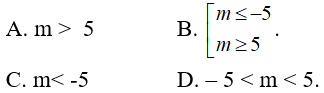 A. m > 5 B. [ m ≤ −5
m ≥ 5 .
C. m< -5 D. – 5 < m < 5.